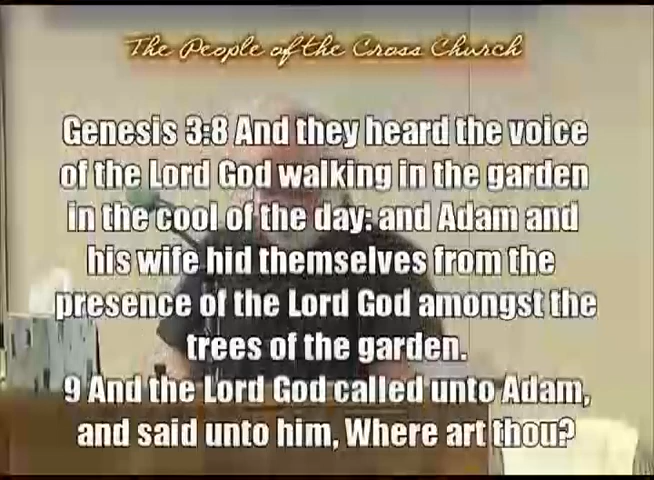 The People of the Cross Church
Genesis 3:8 And they heard the voice
of the Lord God walking in the garden
in the cool of the day: and Adam and
his wife hid themselves from the
presence of the Lord God amongst the
trees of the garden.
9 And the Lord God called unto Adam,
and said unto him, Where art thou?